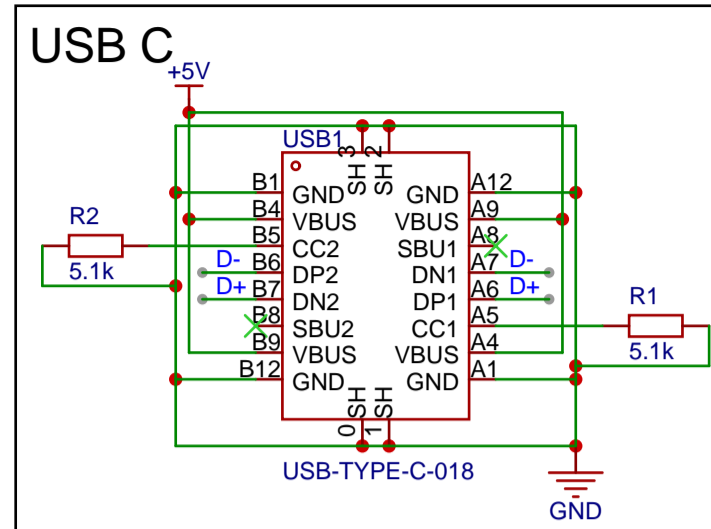 USB C
+5V
USB1
SH 3
SH 2
B1 GND GND A12
B4 VBUS VBUS A9
R2
B5 CC2 SBU1 A8
5.1k
D- B6 DP2 DN1 A7 D-
D+ B7 DN2 DP1 A6 D+
R1
B8 SBU2 CC1 A5
5.1k
B9 VBUS VBUS A4
B12 GND GND A1
0 SH
1 SH
USB-TYPE-C-018
GND